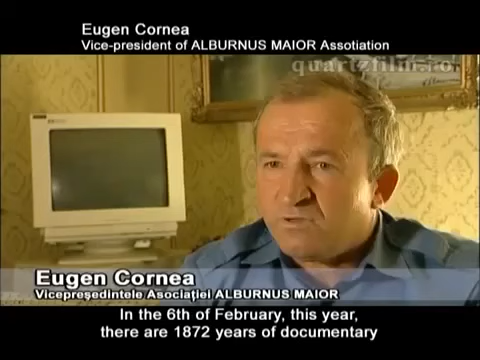 Eugen Cornea
Vice-president of ALBURNUS MAIOR Assotiation
quartzfilm.ro
Eugen Cornea
Vicepreşedintele Asociaţiei ALBURNUS MAIOR
In the 6th of February, this year,
there are 1872 years of documentary